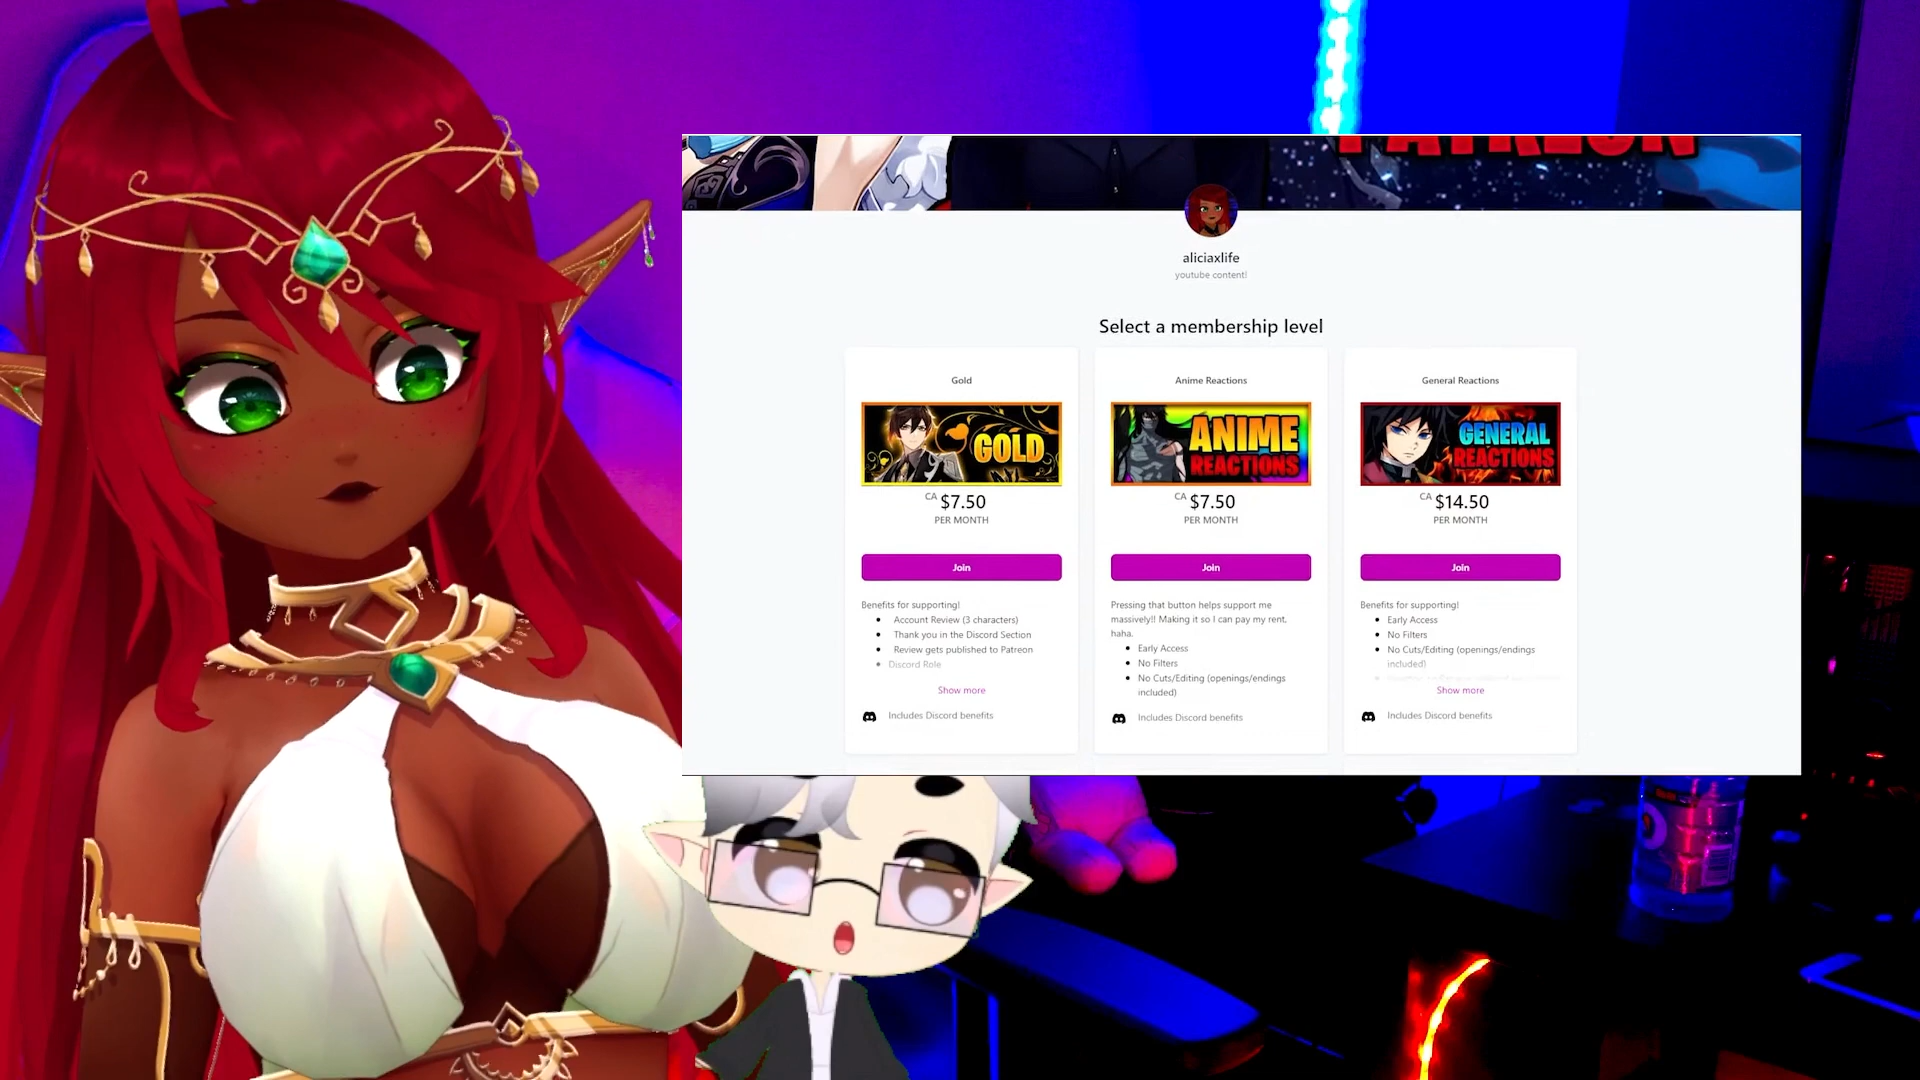 PATREON
aliciaxlife
youtube content!
Select a membership level
Gold
GOLD
CA $7.50
PER MONTH
Join
Benefits for supporting!
Account Review (3 characters)
Thank you in the Discord Section
Review gets published to Patreon
Discord Role
Show more
Includes Discord benefits
Anime Reactions
ANIME
REACTIONS
CA $7.50
PER MONTH
Join
Pressing that button helps support me
massively!! Making it so I can pay my rent,
haha.
Early Access
No Filters
No Cuts/Editing (openings/endings
included)
Includes Discord benefits
General Reactions
GENERAL
REACTIONS
CA $14.50
PER MONTH
Join
Benefits for supporting!
Early Access
No Filters
No Cuts/Editing (openings/endings
included)
Show more
Includes Discord benefits